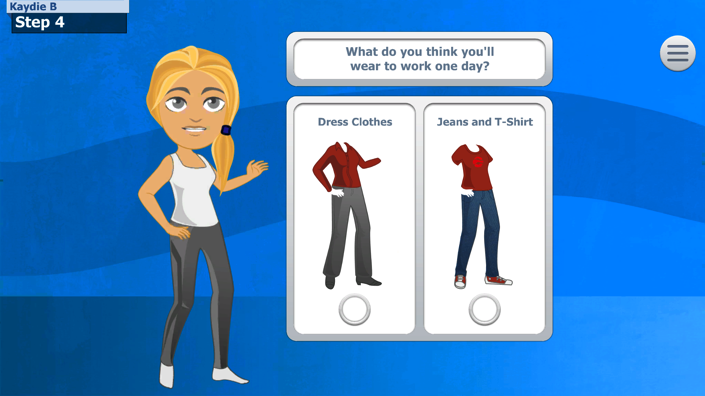 Kaydie B
Step 4
What do you think you'll
wear to work one day?
Dress Clothes
Jeans and T-Shirt